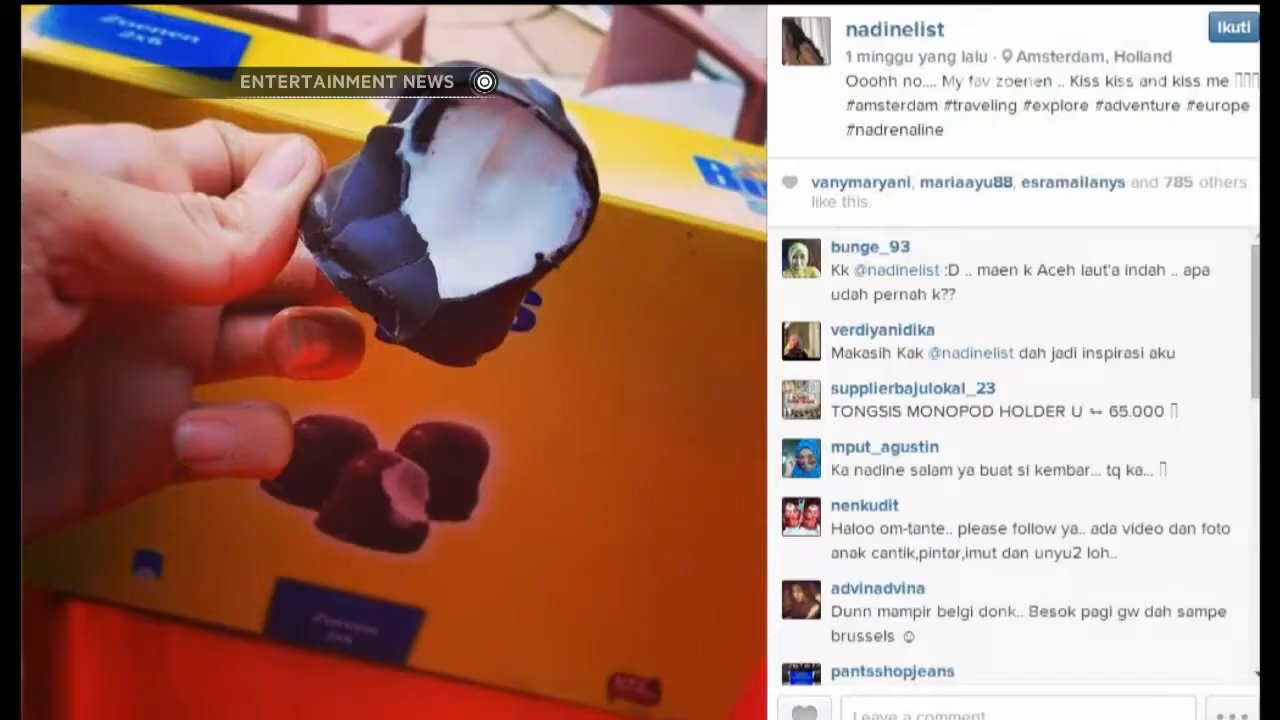 Zoenen
2x6
ENTERTAINMENT NEWS
nadinelist
Ikuti
1 minggu yang lalu · Amsterdam, Holland
Ooohh no.... My fav zoenen .. Kiss kiss and kiss me
#amsterdam #traveling #explore #adventure #europe
#nadrenaline
vanymaryani, mariaayu88, esramailanys and 785 others
like this.
bunge_93
Kk @nadinelist :D .. maen k Aceh laut'a indah .. apa
udah pernah k??
verdiyanidika
Makasih Kak @nadinelist dah jadi inspirasi aku
supplierbajulokal_23
TONGSIS MONOPOD HOLDER U 65.000
mput_agustin
Ka nadine salam ya buat si kembar... tq ka...
nenkudit
Haloo om-tante.. please follow ya.. ada video dan foto
anak cantik,pintar,imut dan unyu2 loh..
advinadvina
Dunn mampir belgi donk.. Besok pagi gw dah sampe
brussels ☺
pantsshopjeans
Leave a comment
Zoenen
2x6